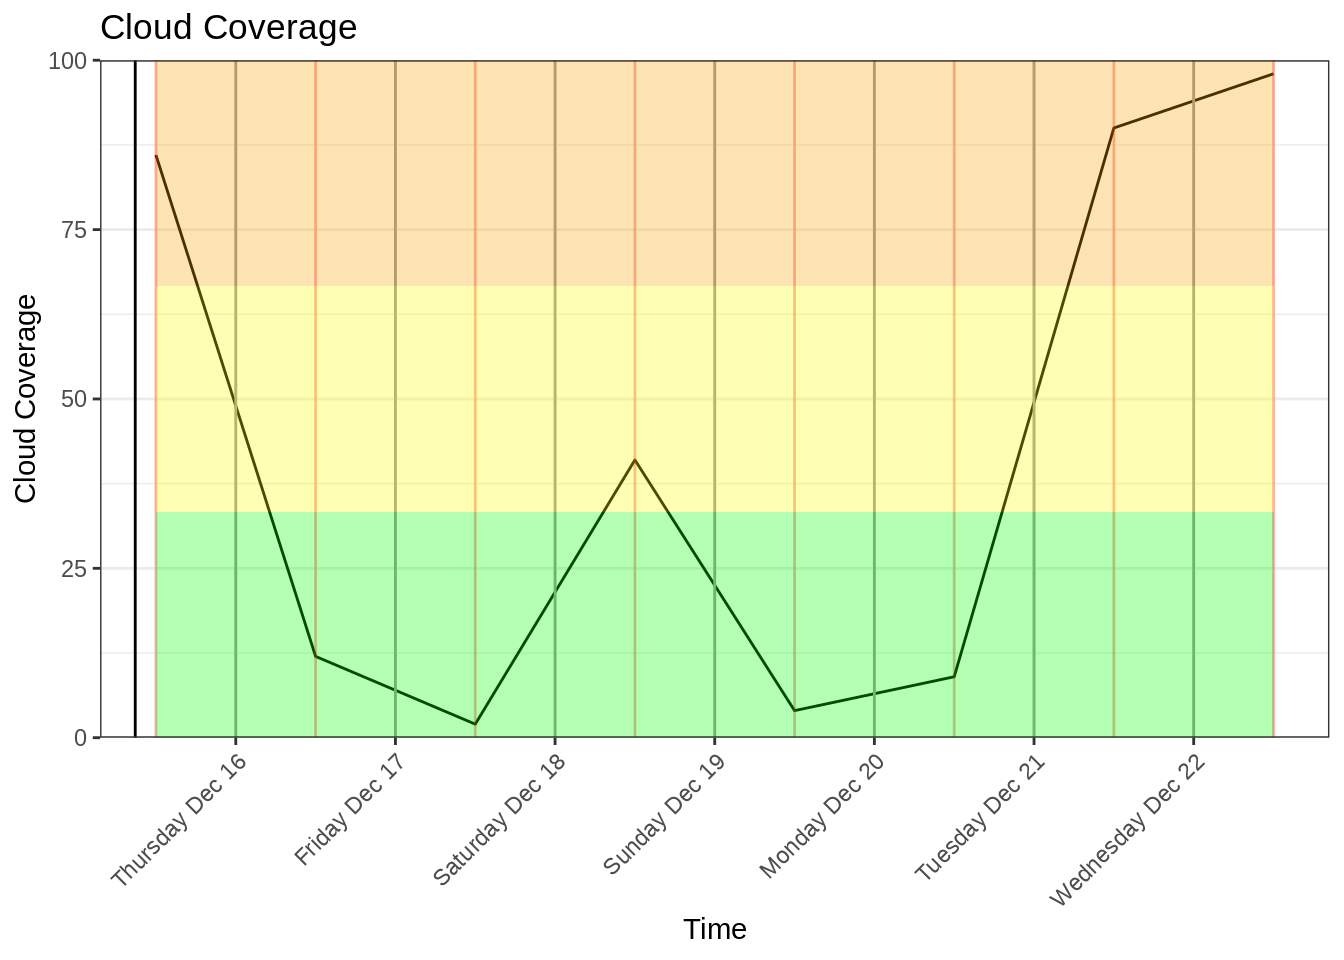 Cloud Coverage
Cloud Coverage
100
75
50
25
0
Thursday Dec 16
Friday Dec 17
Saturday Dec 18
Sunday Dec 19
Monday Dec 20
Tuesday Dec 21
Wednesday Dec 22
Time